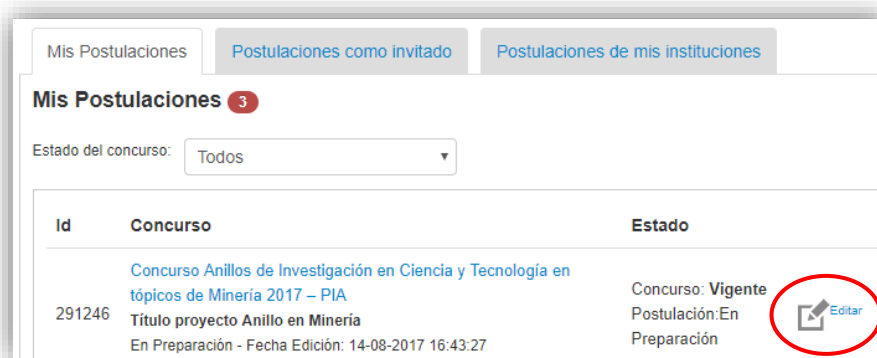 Mis Postulaciones Postulaciones como invitado Postulaciones de mis instituciones
Mis Postulaciones 3
Estado del concurso: Todos
Id Concurso Estado
Concurso Anillos de Investigación en Ciencia y Tecnología en
tópicos de Minería 2017 – PIA
Título proyecto Anillo en Minería
En Preparación - Fecha Edición: 14-08-2017 16:43:27
291246
Concurso: Vigente
Postulación:En
Preparación
Editar